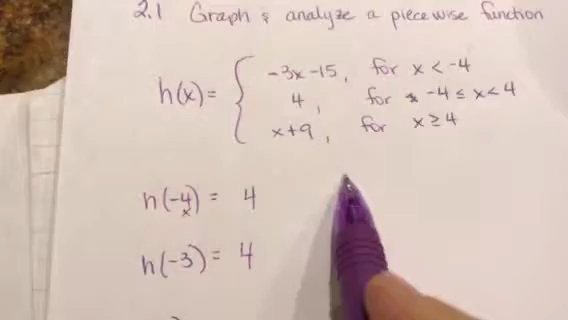 2.1 Graph & analyze a piecewise function
h(x) = { -3x-15, for x < -4
4, for -4 ≤ x < 4
x+9, for x ≥ 4
h(-4) = 4
x
h(-3) = 4